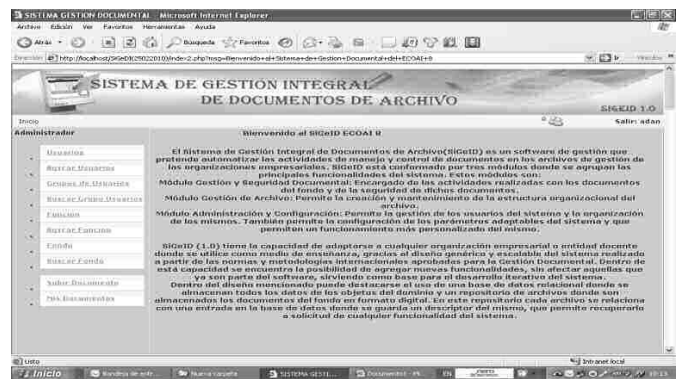 SISTEMA GESTION DOCUMENTAL - Microsoft Internet Explorer
Archivo Edición Ver Favoritos Herramientas Ayuda
Atrás Búsqueda Favoritos
Dirección
SISTEMA DE GESTIÓN INTEGRAL
DE DOCUMENTOS DE ARCHIVO
SIGEID 1.0
Inicio
Salir: adan
Administrador
Bienvenido al SiGeID ECOAI 8
Usuarios
Buscar Usuarios
Grupos de Usuarios
Buscar Grupo Usuarios
Función
Buscar Función
Fondo
Buscar Fondo
Subir Documento
Mis Documentos
El Sistema de Gestión Integral de Documentos de Archivo(SiGeID) es un software de gestión que
pretende automatizar las actividades de manejo y control de documentos en los archivos de gestión de
las organizaciones empresariales. SiGeID está conformado por tres módulos donde se agrupan las
principales funcionalidades del sistema. Estos módulos son:
Módulo Gestión y Seguridad Documental: Encargado de las actividades realizadas con los documentos
del fondo y de la seguridad de dichos documentos.
Módulo Gestión de Archivo: Permite la creación y mantenimiento de la estructura organizacional del
archivo.
Módulo Administración y Configuración: Permite la gestión de los usuarios del sistema y la organización
de los mismos. También permite la configuración de los parámetros adaptables del sistema y que
permiten un funcionamiento más personalizado del mismo.
SiGeID (1.0) tiene la capacidad de adaptarse a cualquier organización empresarial o entidad docente
donde se utilice como medio de enseñanza, gracias al diseño genérico y escalable del sistema realizado
a partir de las normas y metodologías internacionales aprobadas para la Gestión Documental. Dentro de
está capacidad se encuentra la posibilidad de agregar nuevas funcionalidades, sin afectar aquellas que
ya son parte del software, sirviendo como base para el desarrollo iterativo del sistema.
Dentro del diseño mencionado puede destacarse el uso de una base de datos relacional donde se
almacenan todos los datos de los objetos del dominio y un repositorio de archivos donde son
almacenados los documentos del fondo en formato digital. En este repositorio cada archivo se relaciona
con una entrada en la base de datos donde se guarda un descriptor del mismo, que permite recuperarlo
a solicitud de cualquier funcionalidad del sistema.
Listo
Intranet local
Inicio
Nueva carpeta
SISTEMA GESTI...
EN
10:13